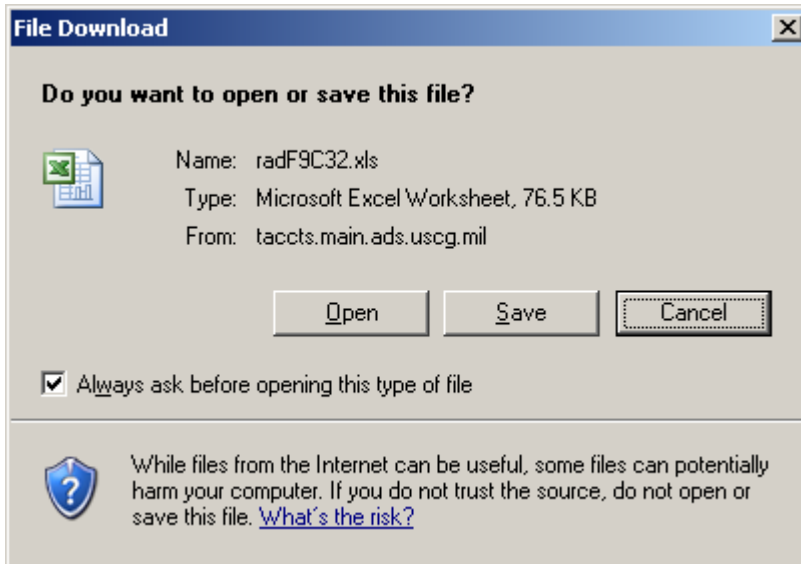 File Download
Do you want to open or save this file?
Name: radF9C32.xls
Type: Microsoft Excel Worksheet, 76.5 KB
From: taccts.main.ads.uscg.mil
Open Save Cancel
Always ask before opening this type of file
While files from the Internet can be useful, some files can potentially
harm your computer. If you do not trust the source, do not open or
save this file. What's the risk?